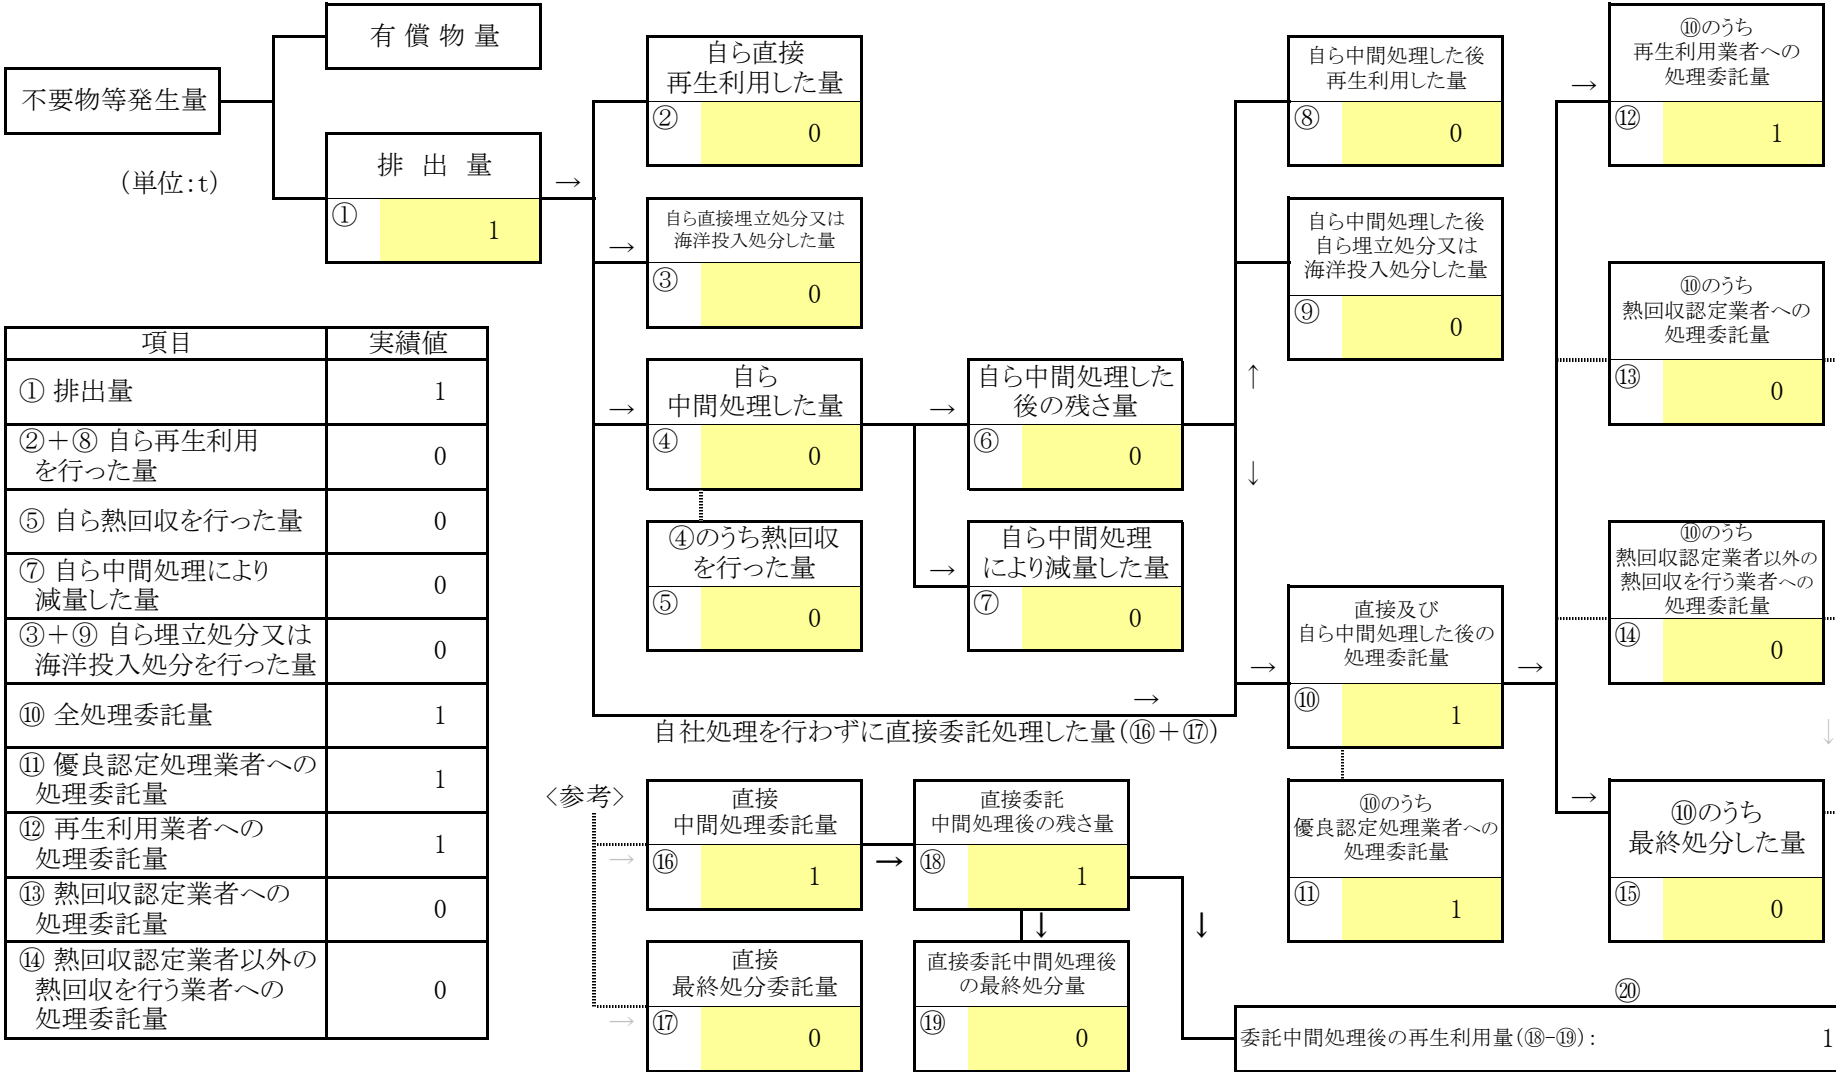 不要物等発生量
有償物量
(単位:t)
排出量
①
1
→
自ら直接
再生利用した量
②
0
→
自ら直接埋立処分又は
海洋投入処分した量
③
0
→
自ら
中間処理した量
④
0
④のうち熱回収
を行った量
⑤
0
→
自ら中間処理した
後の残さ量
⑥
0
→
自ら中間処理
により減量した量
⑦
0
↑
↓
自ら中間処理した後
再生利用した量
⑧
0
自ら中間処理した後
自ら埋立処分又は
海洋投入処分した量
⑨
0
→
自社処理を行わずに直接委託処理した量(⑯+⑰)
→
直接及び
自ら中間処理した後の
処理委託量
⑩
1
⑩のうち
優良認定処理業者への
処理委託量
⑪
1
→
→
⑩のうち
再生利用業者への
処理委託量
⑫
1
⑩のうち
熱回収認定業者への
処理委託量
⑬
0
⑩のうち
熱回収認定業者以外の
熱回収を行う業者への
処理委託量
⑭
0
↓
→
⑩のうち
最終処分した量
⑮
0
項目 実績値
① 排出量 1
②+⑧ 自ら再生利用
を行った量 0
⑤ 自ら熱回収を行った量 0
⑦ 自ら中間処理により
減量した量 0
③+⑨ 自ら埋立処分又は
海洋投入処分を行った量 0
⑩ 全処理委託量 1
⑪ 優良認定処理業者への
処理委託量 1
⑫ 再生利用業者への
処理委託量 1
⑬ 熱回収認定業者への
処理委託量 0
⑭ 熱回収認定業者以外の
熱回収を行う業者への
処理委託量 0
〈参考〉
→
直接
中間処理委託量
⑯
1
→
直接委託
中間処理後の残さ量
⑱
1
→
直接
最終処分委託量
⑰
0
↓
直接委託中間処理後
の最終処分量
⑲
0
↓
⑳
委託中間処理後の再生利用量(⑱-⑲): 1